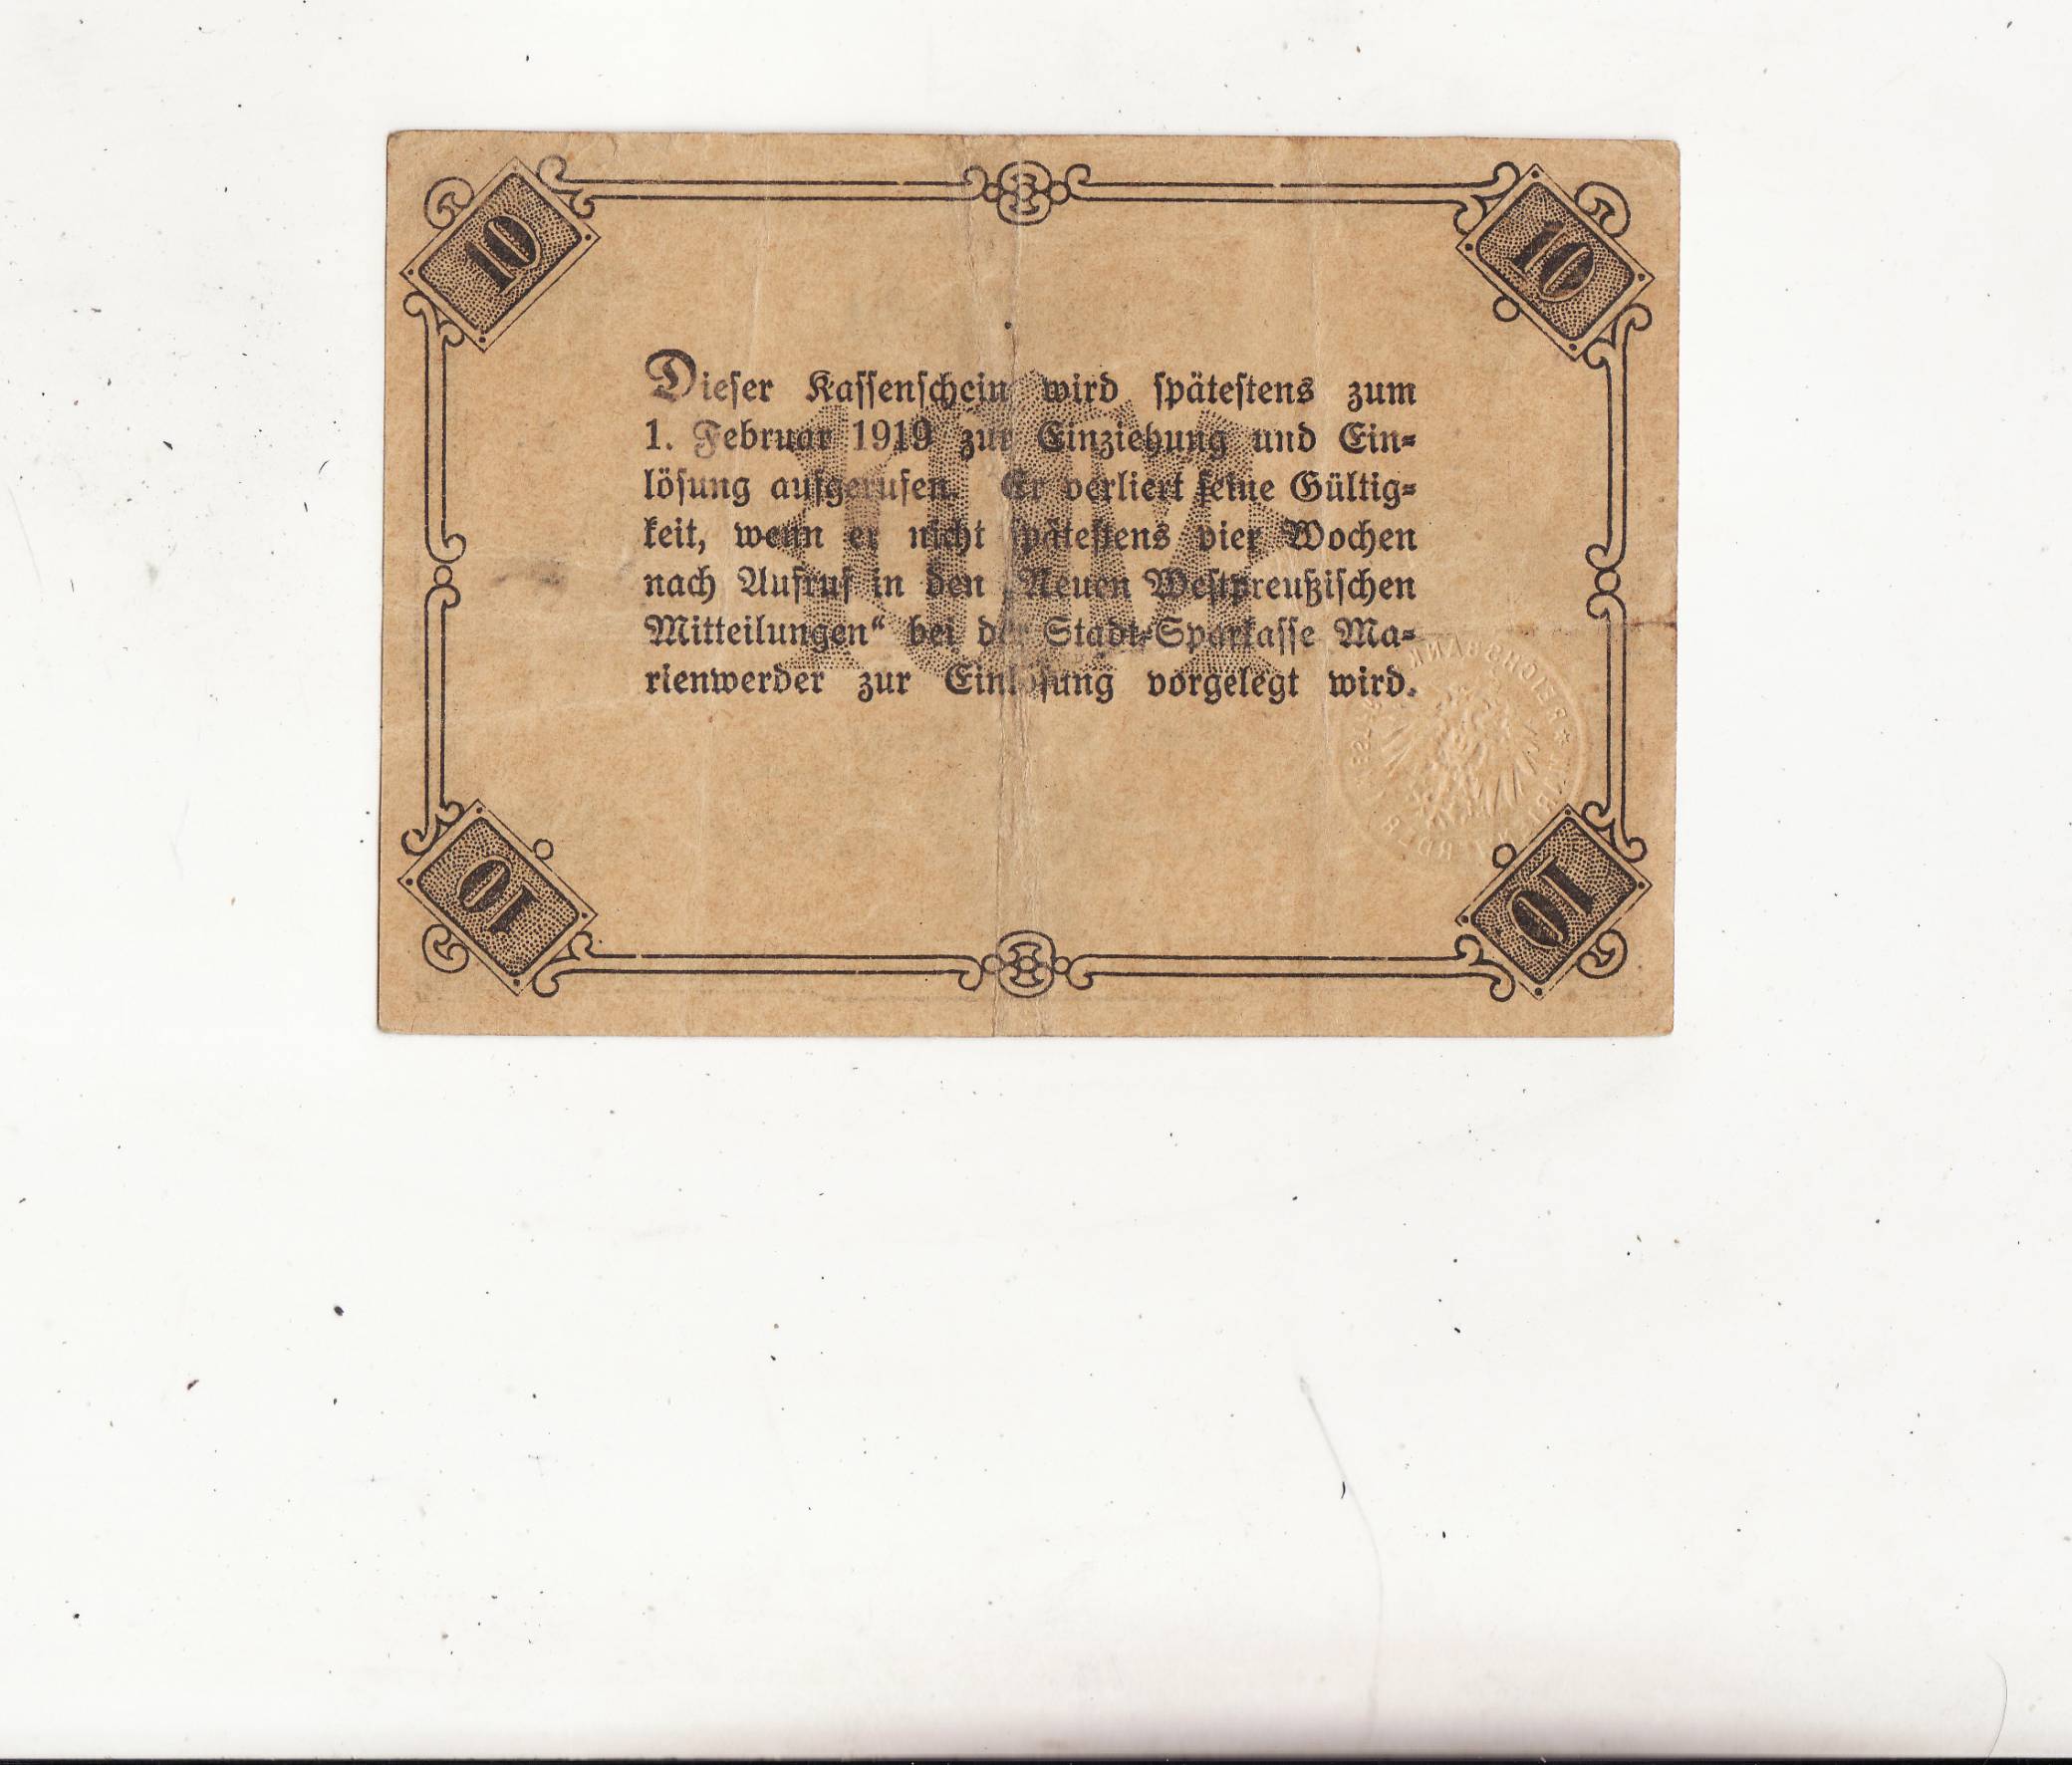 10 10
Dieser Kassenschein wird spätestens zum
1. Februar 1919 zur Einziehung und Ein=
lösung aufgerufen. Er verliert seine Gültig=
keit, wenn er nicht spätestens vier Wochen
nach Aufruf in den „Neuen Westpreußischen
Mitteilungen“ bei der Stadt=Sparkasse Ma=
rienwerder zur Einlösung vorgelegt wird.
REICHSBANK
10 10